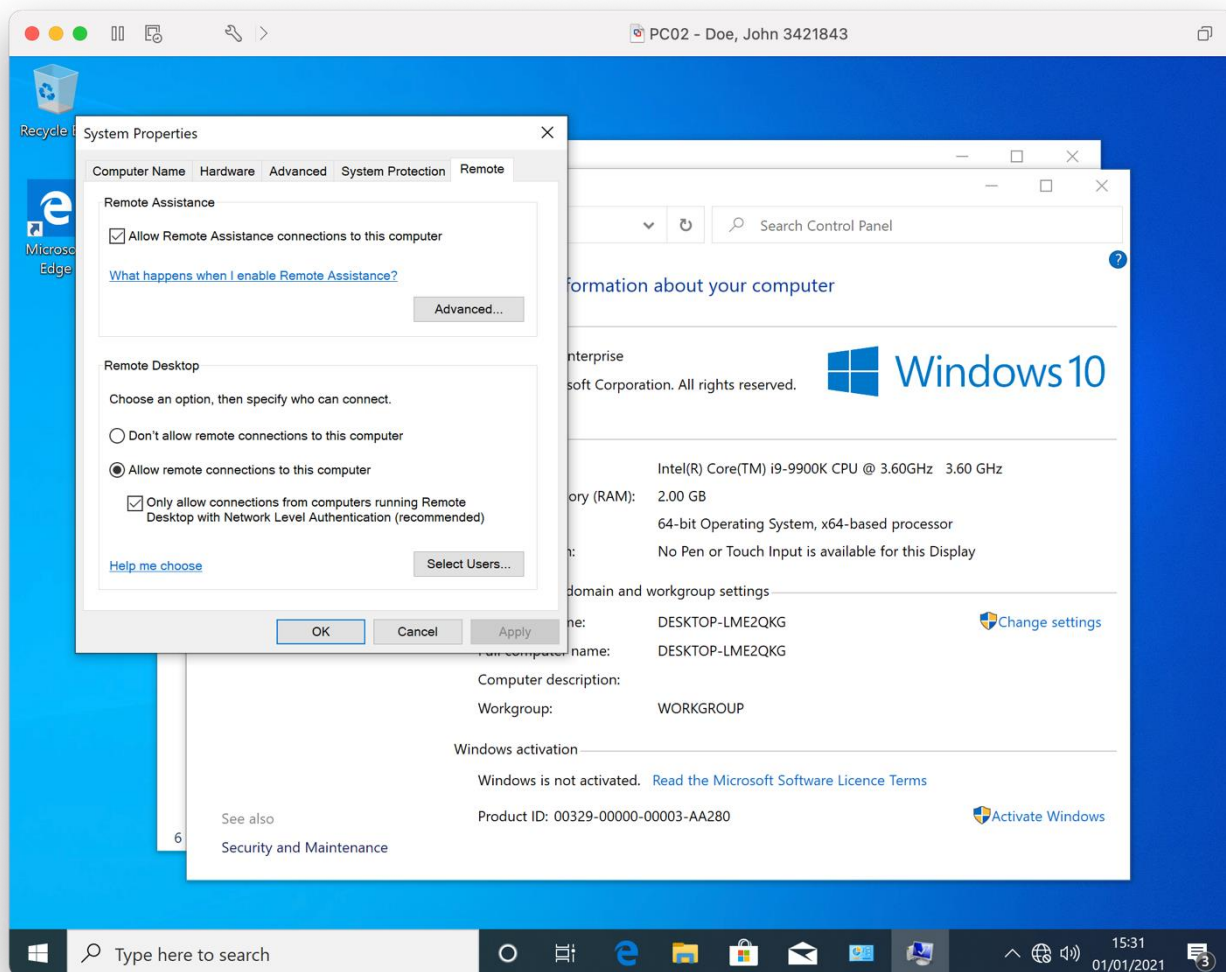 PC02 - Doe, John 3421843
Recycle
Microso
Edge
System Properties
Computer Name Hardware Advanced System Protection Remote
Remote Assistance
Allow Remote Assistance connections to this computer
What happens when I enable Remote Assistance?
Advanced...
Remote Desktop
Choose an option, then specify who can connect.
Don't allow remote connections to this computer
Allow remote connections to this computer
Only allow connections from computers running Remote
Desktop with Network Level Authentication (recommended)
Help me choose
Select Users...
OK Cancel Apply
Search Control Panel
formation about your computer
nterprise
soft Corporation. All rights reserved.
Windows 10
Intel(R) Core(TM) i9-9900K CPU @ 3.60GHz 3.60 GHz
ory (RAM): 2.00 GB
64-bit Operating System, x64-based processor
h: No Pen or Touch Input is available for this Display
domain and workgroup settings
me: DESKTOP-LME2QKG
Change settings
Full computer name: DESKTOP-LME2QKG
Computer description:
Workgroup: WORKGROUP
Windows activation
Windows is not activated. Read the Microsoft Software Licence Terms
Product ID: 00329-00000-00003-AA280
Activate Windows
See also
Security and Maintenance
6
Type here to search
15:31
01/01/2021
3